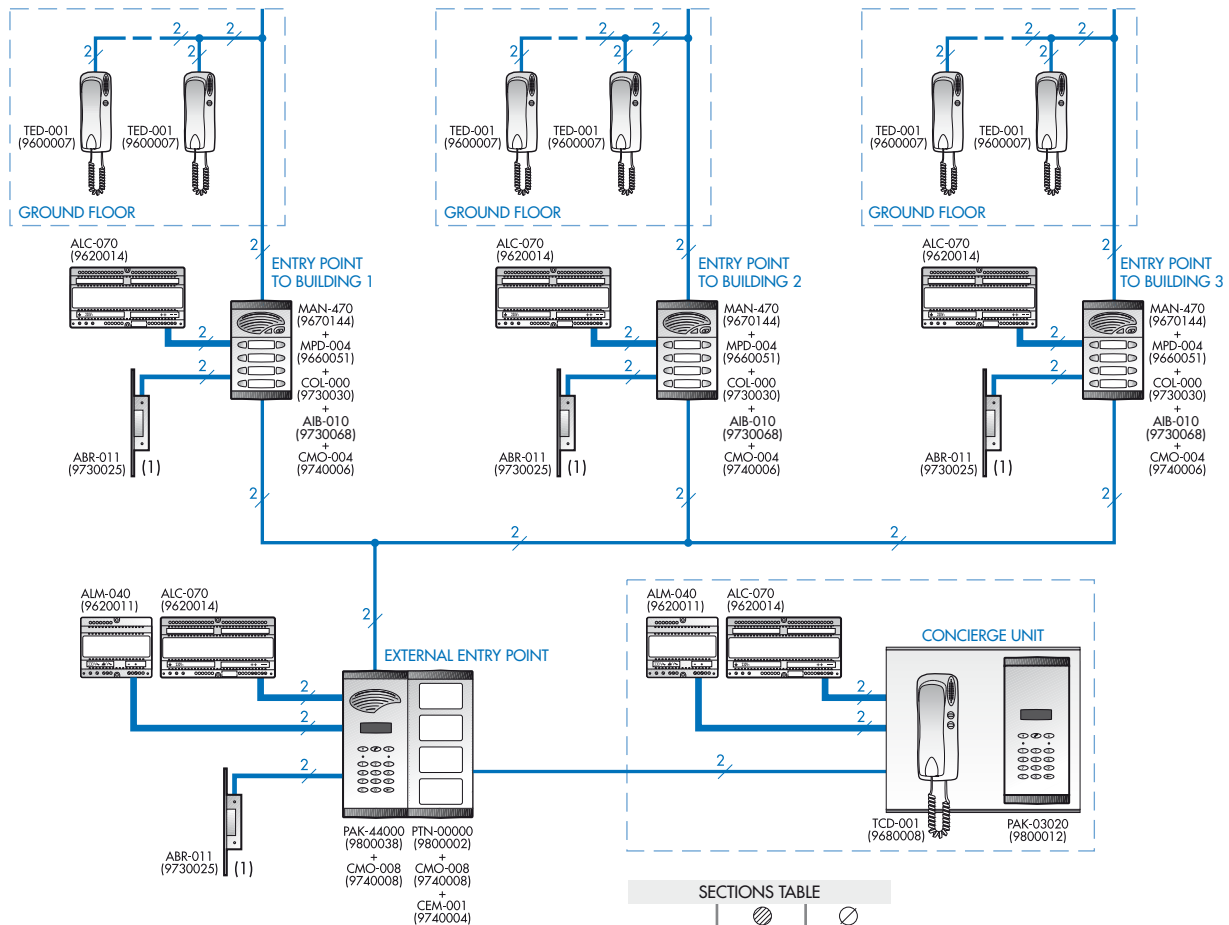 2 2 2
2 2
TED-001
(9600007)
TED-001
(9600007)
GROUND FLOOR
2 2 2
2 2
TED-001
(9600007)
TED-001
(9600007)
GROUND FLOOR
2 2 2
2 2
TED-001
(9600007)
TED-001
(9600007)
GROUND FLOOR
ALC-070
(9620014)
2
ENTRY POINT
TO BUILDING 1
2
2
MAN-470
(9670144)
+
MPD-004
(9660051)
+
COL-000
(9730030)
+
AIB-010
(9730068)
+
CMO-004
(9740006)
ABR-011
(9730025)
(1)
2
ALC-070
(9620014)
2
ENTRY POINT
TO BUILDING 2
2
2
MAN-470
(9670144)
+
MPD-004
(9660051)
+
COL-000
(9730030)
+
AIB-010
(9730068)
+
CMO-004
(9740006)
ABR-011
(9730025)
(1)
2
ALC-070
(9620014)
2
ENTRY POINT
TO BUILDING 3
2
2
MAN-470
(9670144)
+
MPD-004
(9660051)
+
COL-000
(9730030)
+
AIB-010
(9730068)
+
CMO-004
(9740006)
ABR-011
(9730025)
(1)
2
2
2
2
ALM-040
(9620011)
ALC-070
(9620014)
EXTERNAL ENTRY POINT
2
2
2
ABR-011
(9730025)
(1)
PAK-44000
(9800038)
+
CMO-008
(9740008)
PTN-00000
(9800002)
+
CMO-008
(9740008)
+
CEM-001
(9740004)
ALM-040
(9620011)
ALC-070
(9620014)
CONCIERGE UNIT
2
2
2
TCD-001
(9680008)
PAK-03020
(9800012)
SECTIONS TABLE